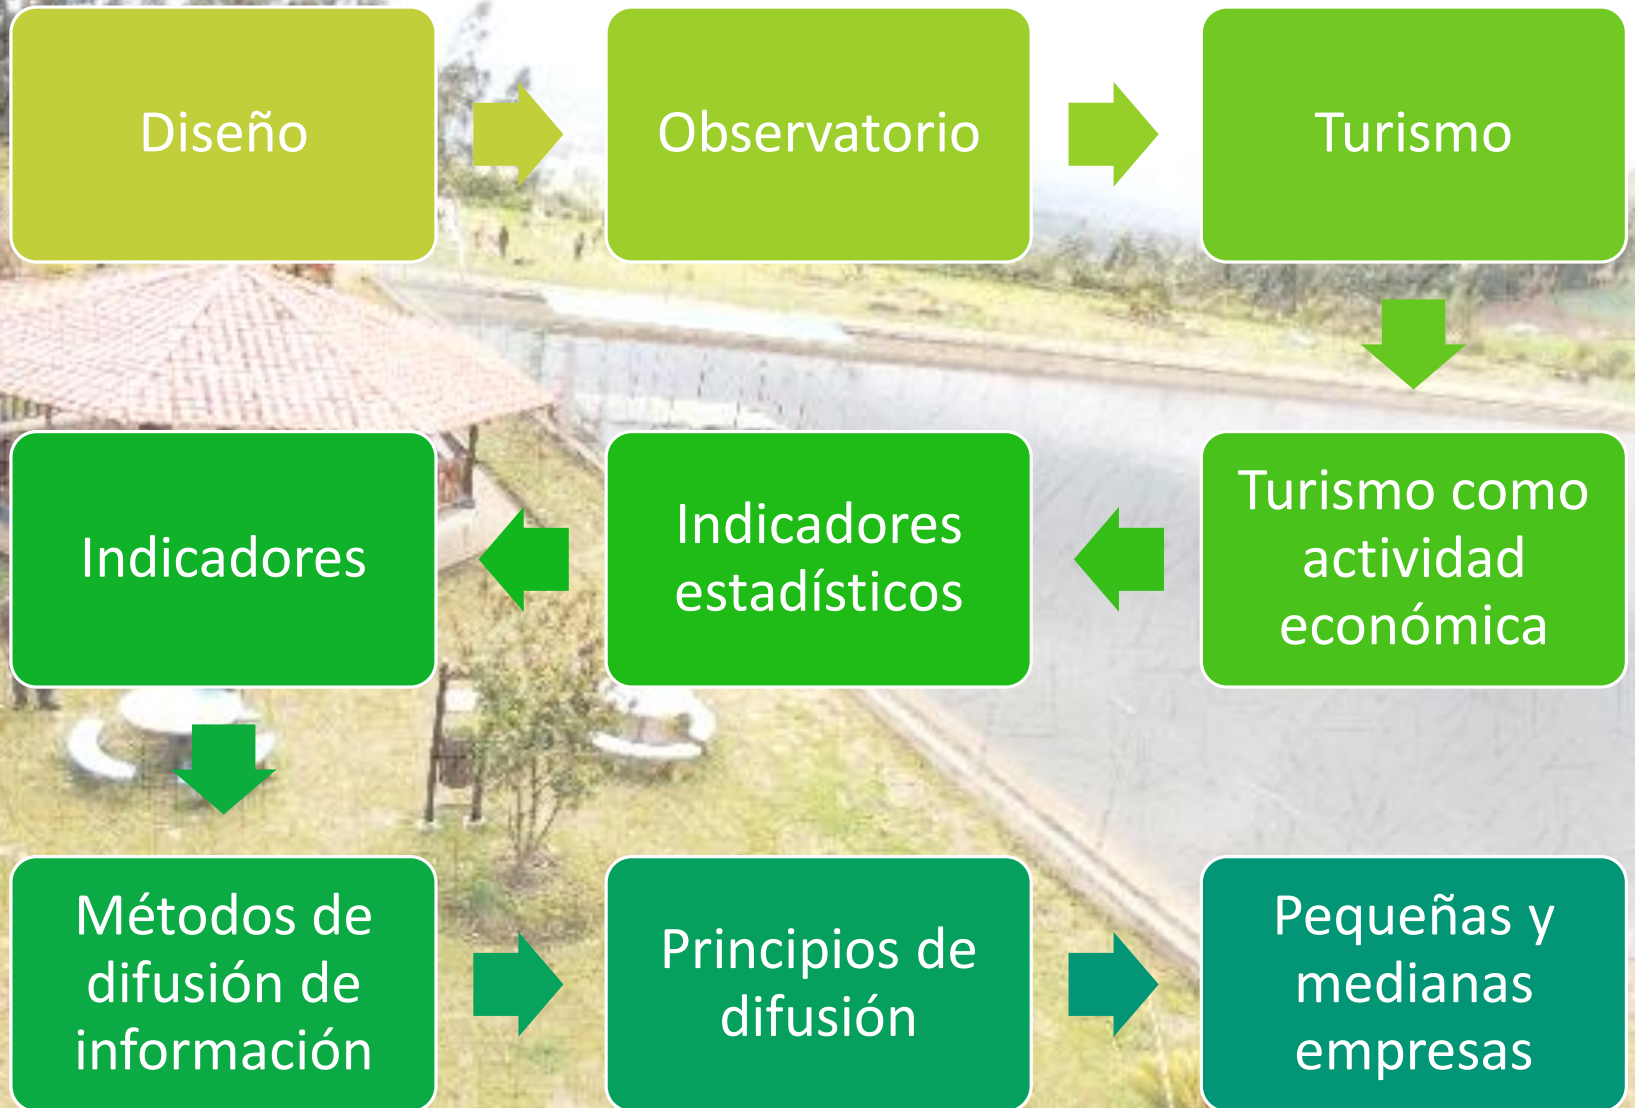 Diseño
Observatorio
Turismo
Turismo como
actividad
económica
Indicadores
estadísticos
Indicadores
Métodos de
difusión de
información
Principios de
difusión
Pequeñas y
medianas
empresas